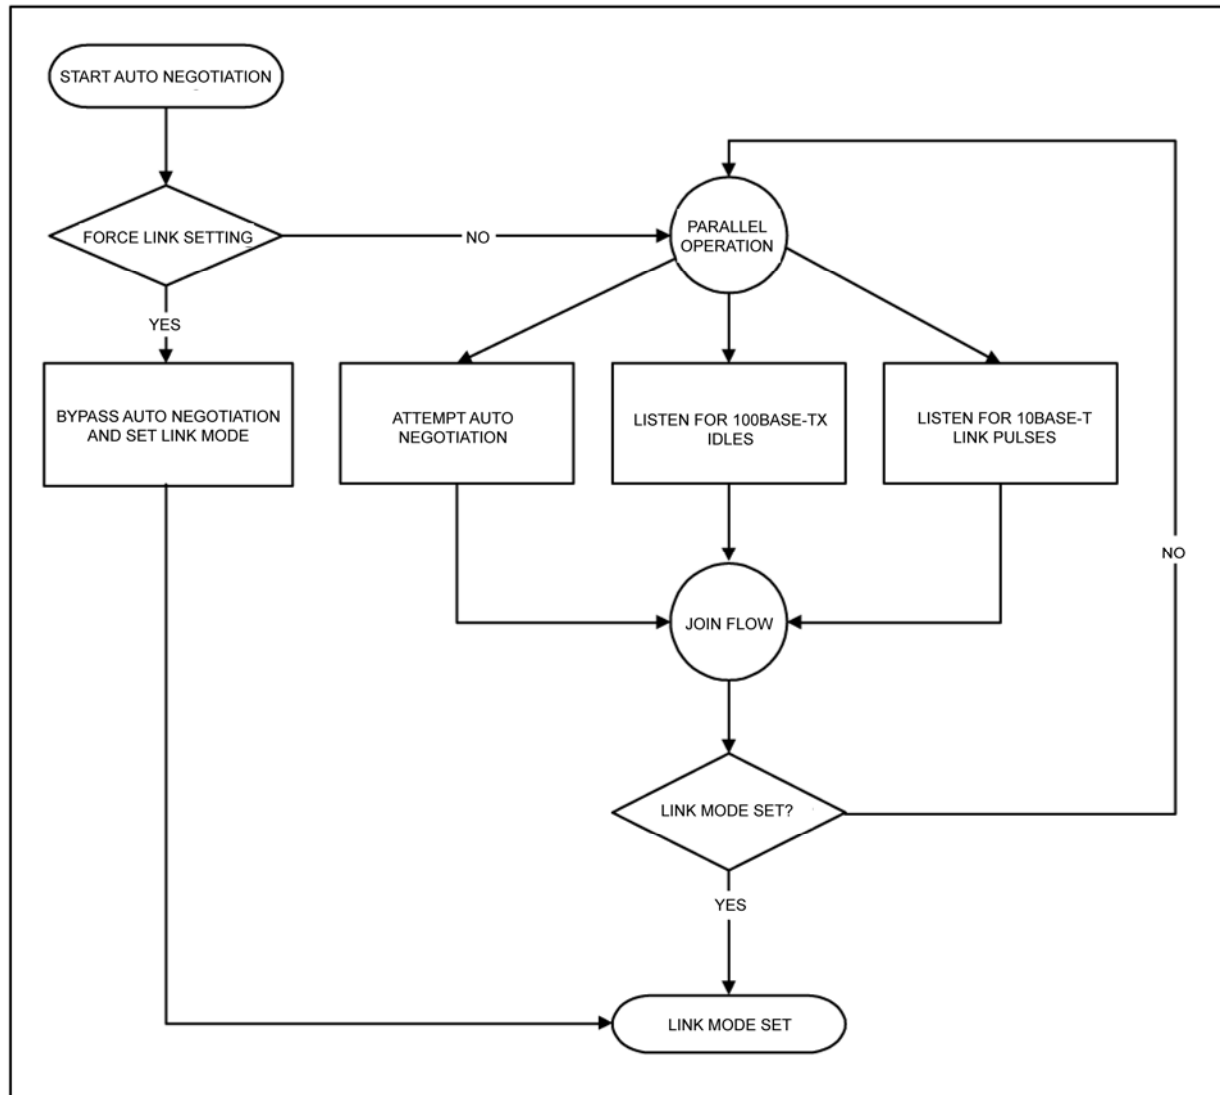 START AUTO NEGOTIATION
FORCE LINK SETTING
NO
PARALLEL
OPERATION
YES
BYPASS AUTO NEGOTIATION
AND SET LINK MODE
ATTEMPT AUTO
NEGOTIATION
LISTEN FOR 100BASE-TX
IDLES
LISTEN FOR 10BASE-T
LINK PULSES
NO
JOIN FLOW
LINK MODE SET?
YES
LINK MODE SET